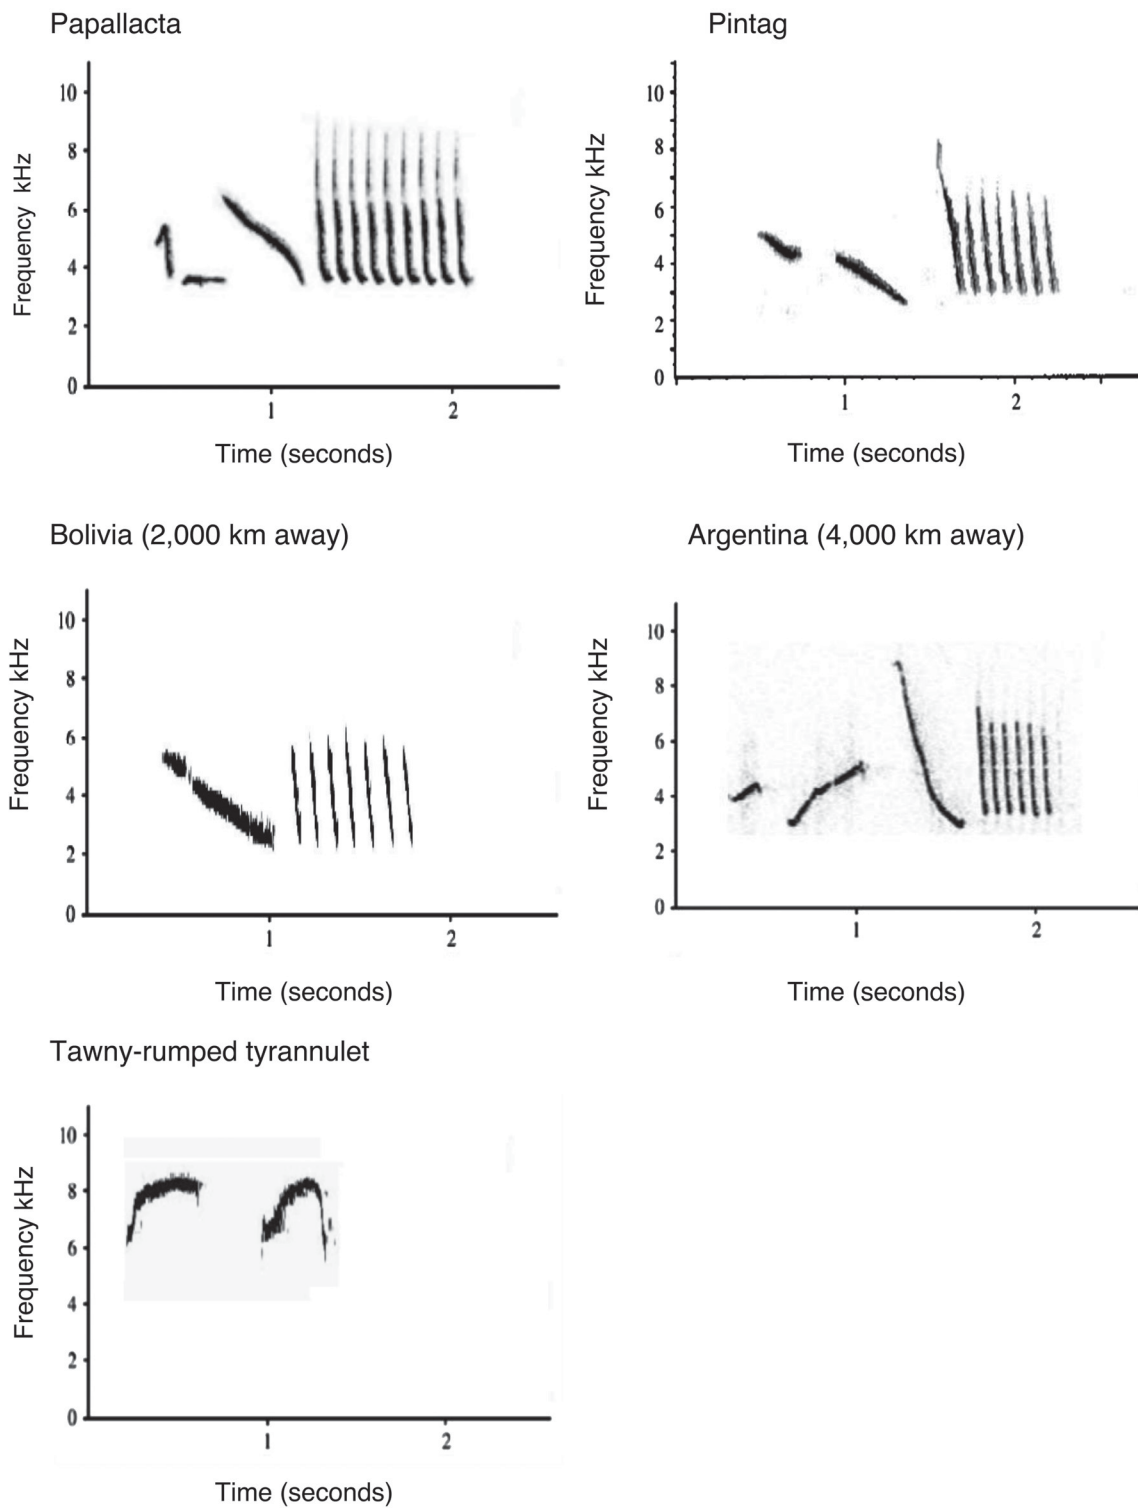 Papallacta
Pintag
Frequency kHz
10
8
6
4
2
0
1
2
Time (seconds)
Frequency kHz
10
8
6
4
2
0
1
2
Time (seconds)
Bolivia (2,000 km away)
Argentina (4,000 km away)
Frequency kHz
10
8
6
4
2
0
1
2
Time (seconds)
Frequency kHz
10
8
6
4
2
0
1
2
Time (seconds)
Tawny-rumped tyrannulet
Frequency kHz
10
8
6
4
2
0
1
2
Time (seconds)